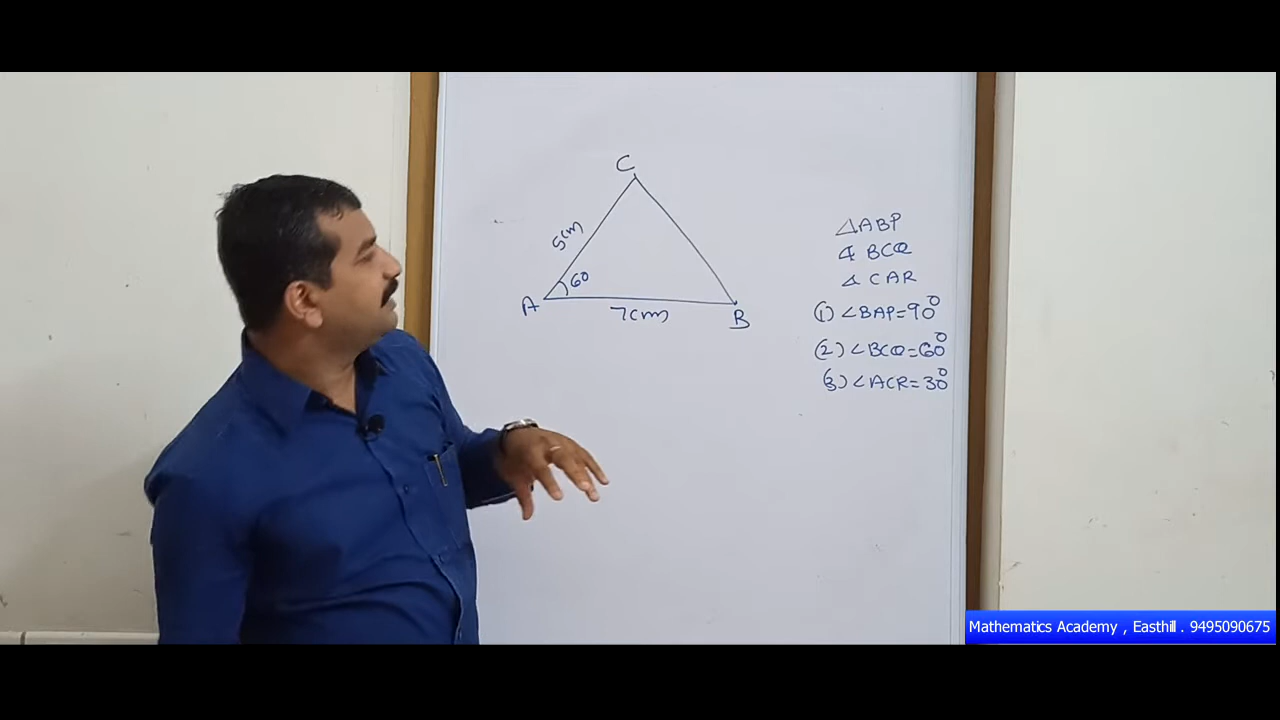 C
5cm
60
A
7cm
B
△ABP
∡ BCQ
∡ CAR
(1) ∠BAP=90°
(2) ∠BCQ=60°
(3) ∠ACR=30°
Mathematics Academy , Easthill . 9495090675